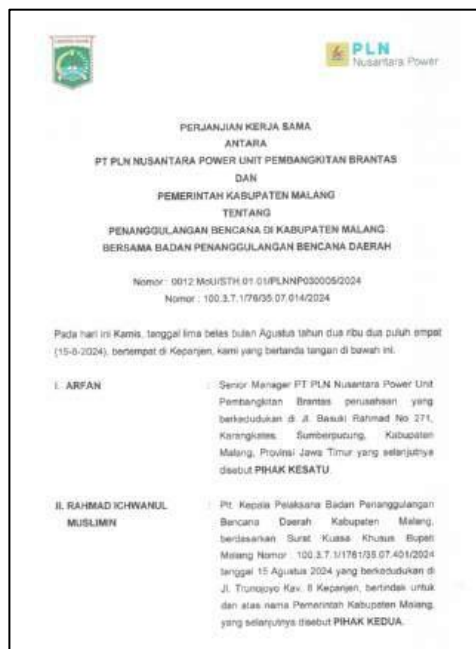 PLN
Nusantara Power
PERJANJIAN KERJA SAMA
ANTARA
PT PLN NUSANTARA POWER UNIT PEMBANGKITAN BRANTAS
DAN
PEMERINTAH KABUPATEN MALANG
TENTANG
PENANGGULANGAN BENCANA DI KABUPATEN MALANG
BERSAMA BADAN PENANGGULANGAN BENCANA DAERAH
Nomor : 0012.MoU/STH.01.01/PLNNP030005/2024
Nomor : 100.3.7.1/76/35.07.014/2024
Pada hari ini Kamis, tanggal lima belas bulan Agustus tahun dua ribu dua puluh empat
(15-8-2024), bertempat di Kepanjen, kami yang bertanda tangan di bawah ini.
I. ARFAN : Senior Manager PT PLN Nusantara Power Unit
Pembangkitan Brantas perusahaan yang
berkedudukan di Jl. Basuki Rahmad No 271,
Karangkates, Sumberpucung, Kabupaten
Malang, Provinsi Jawa Timur yang selanjutnya
disebut PIHAK KESATU.
II. RAHMAD ICHWANUL : Plt. Kepala Pelaksana Badan Penanggulangan
MUSLIMIN Bencana Daerah Kabupaten Malang,
berdasarkan Surat Kuasa Khusus Bupati
Malang Nomor : 100.3.7.1/1761/35.07.401/2024
tanggal 15 Agustus 2024 yang berkedudukan di
Jl. Trunojoyo Kav. 8 Kepanjen, bertindak untuk
dan atas nama Pemerintah Kabupaten Malang,
yang selanjutnya disebut PIHAK KEDUA.